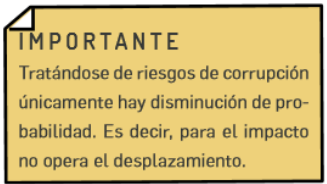 IMPORTANTE
Tratándose de riesgos de corrupción
únicamente hay disminución de pro-
babilidad. Es decir, para el impacto
no opera el desplazamiento.